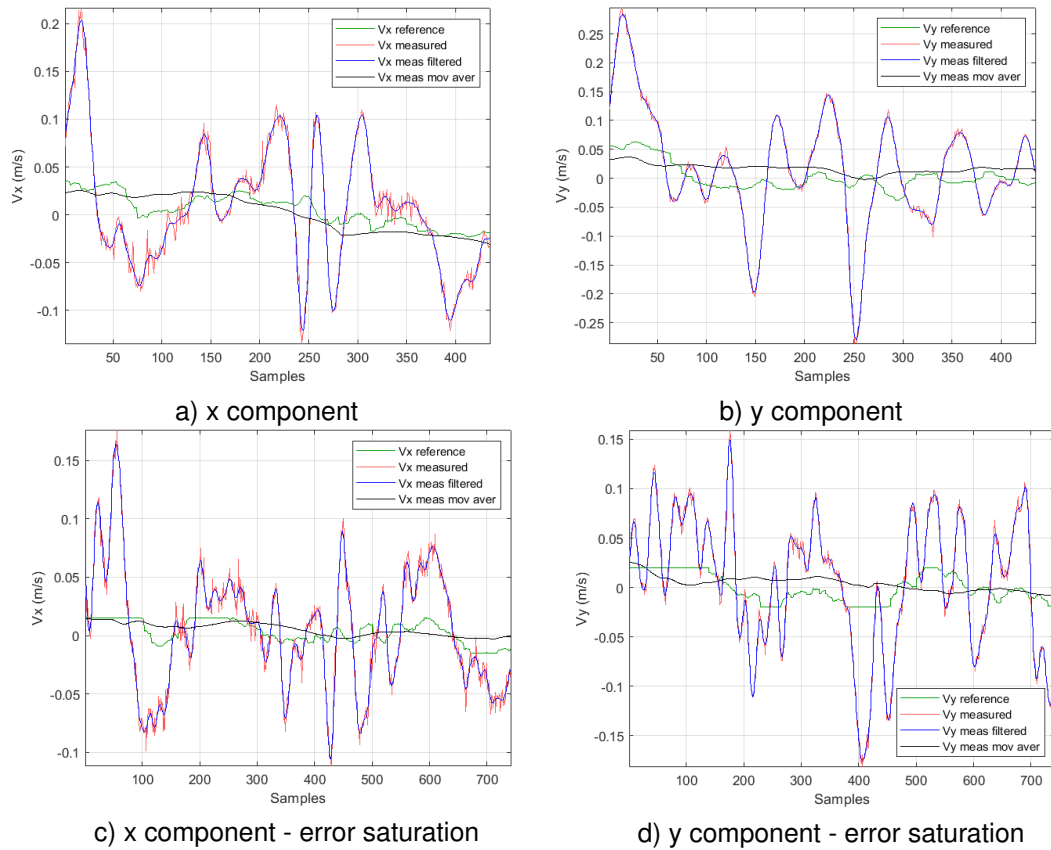 0.2
0.15
0.1
0.05
0
-0.05
-0.1
Vx (m/s)
Vx reference
Vx measured
Vx meas filtered
Vx meas mov aver
50 100 150 200 250 300 350 400
Samples
a) x component
0.25
0.2
0.15
0.1
0.05
0
-0.05
-0.1
-0.15
-0.2
-0.25
Vy (m/s)
Vy reference
Vy measured
Vy meas filtered
Vy meas mov aver
50 100 150 200 250 300 350 400
Samples
b) y component
0.15
0.1
0.05
0
-0.05
-0.1
Vx (m/s)
Vx reference
Vx measured
Vx meas filtered
Vx meas mov aver
100 200 300 400 500 600 700
Samples
c) x component - error saturation
0.15
0.1
0.05
0
-0.05
-0.1
-0.15
Vy (m/s)
Vy reference
Vy measured
Vy meas filtered
Vy meas mov aver
100 200 300 400 500 600 700
Samples
d) y component - error saturation